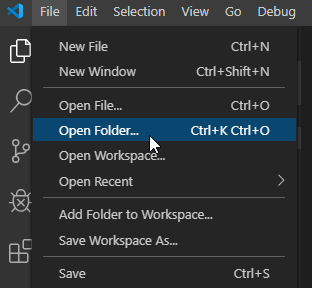 File Edit Selection View Go Debug
New File Ctrl+N
New Window Ctrl+Shift+N
Open File... Ctrl+O
Open Folder... Ctrl+K Ctrl+O
Open Workspace...
Open Recent
Add Folder to Workspace...
Save Workspace As...
Save Ctrl+S